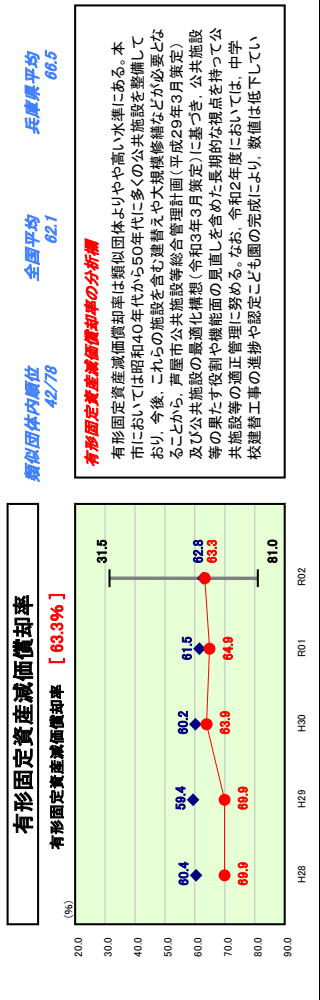 有形固定資産減価償却率
有形固定資産減価償却率 [ 63.3% ]
(%)
20.0
30.0
40.0
50.0
60.0
70.0
80.0
90.0
31.5
60.4
59.4
60.2
61.5
62.8
69.9
69.9
63.9
64.9
63.3
81.0
H28 H29 H30 R01 R02
類似団体内順位 全国平均 兵庫県平均
42/78 62.1 66.5
有形固定資産減価償却率の分析欄
有形固定資産減価償却率は類似団体よりやや高い水準にある。本
市においては昭和40年代から50年代に多くの公共施設を整備して
おり、今後、これらの施設を含む建替えや大規模修繕などが必要とな
ることから、芦屋市公共施設等総合管理計画(平成29年3月策定)
及び公共施設の最適化構想(令和3年3月策定)に基づき、公共施設
等の果たす役割や機能面の見直しを含めた長期的な視点を持って公
共施設等の適正管理に努める。なお、令和2年度においては、中学
校建替工事の進捗や認定こども園の完成により、数値は低下してい